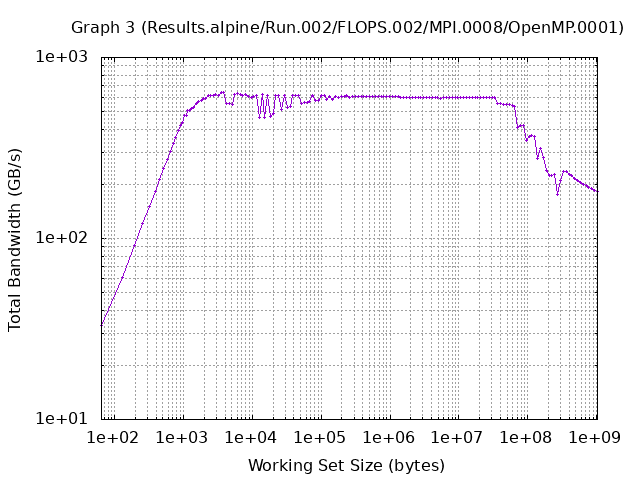 Graph 3 (Results.alpine/Run.002/FLOPS.002/MPI.0008/OpenMP.0001)
1e+03
1e+02
1e+01
Total Bandwidth (GB/s)
1e+02 1e+03 1e+04 1e+05 1e+06 1e+07 1e+08 1e+09
Working Set Size (bytes)